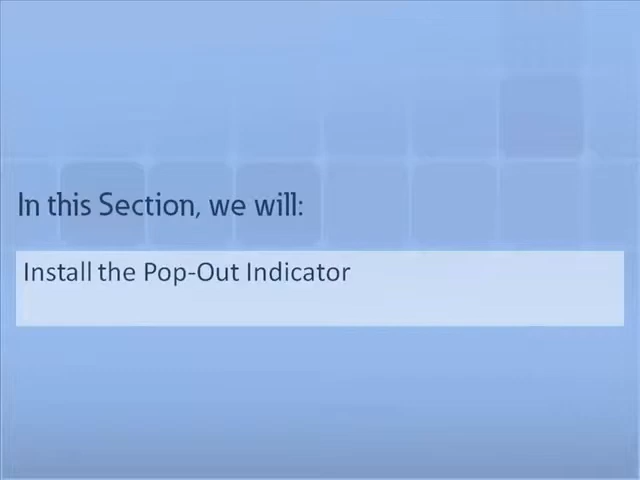 In this Section, we will:
Install the Pop-Out Indicator